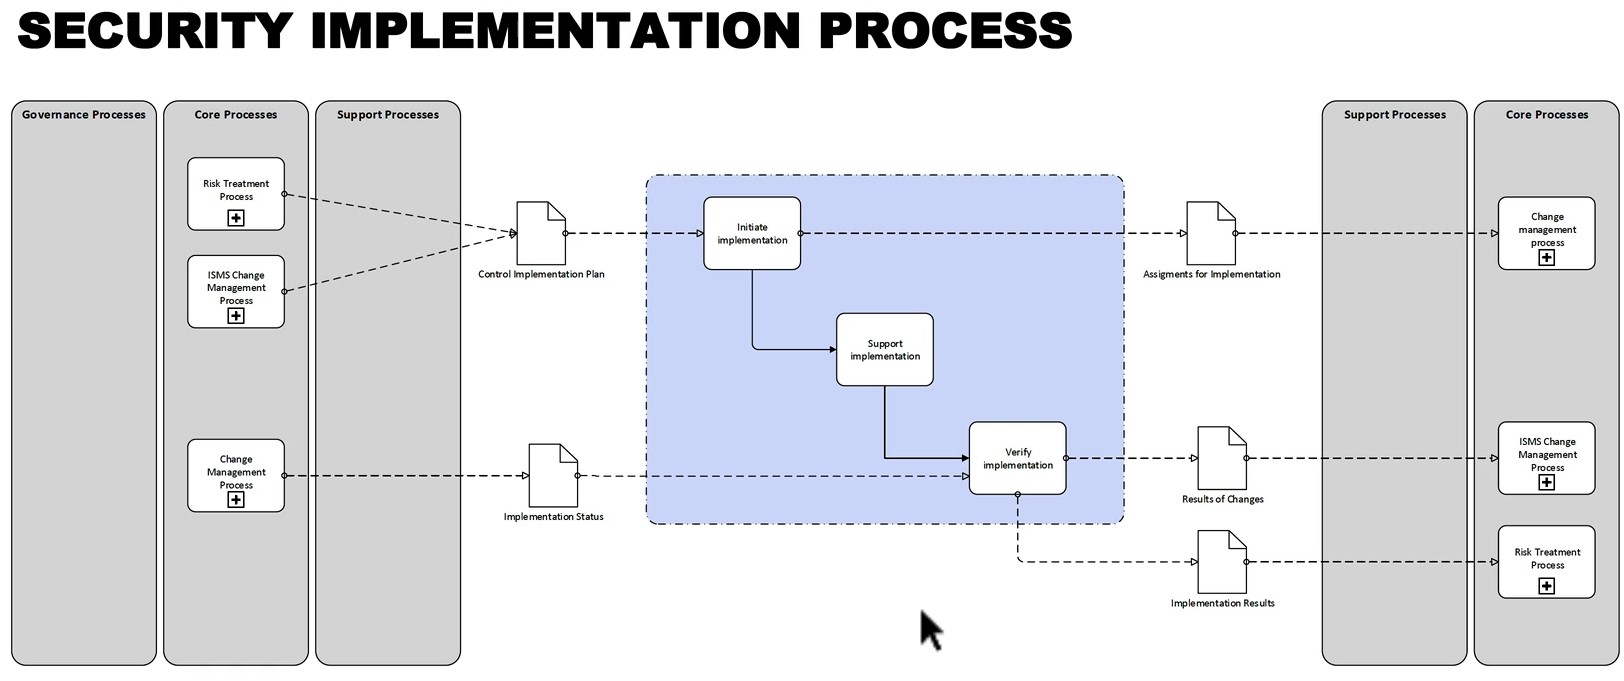 SECURITY IMPLEMENTATION PROCESS
Governance Processes
Core Processes
Support Processes
Support Processes
Core Processes
Risk Treatment
Process
ISMS Change
Management
Process
Change
Management
Process
Control Implementation Plan
Implementation Status
Initiate
implementation
Support
implementation
Verify
implementation
Assigments for Implementation
Results of Changes
Implementation Results
Change
management
process
ISMS Change
Management
Process
Risk Treatment
Process